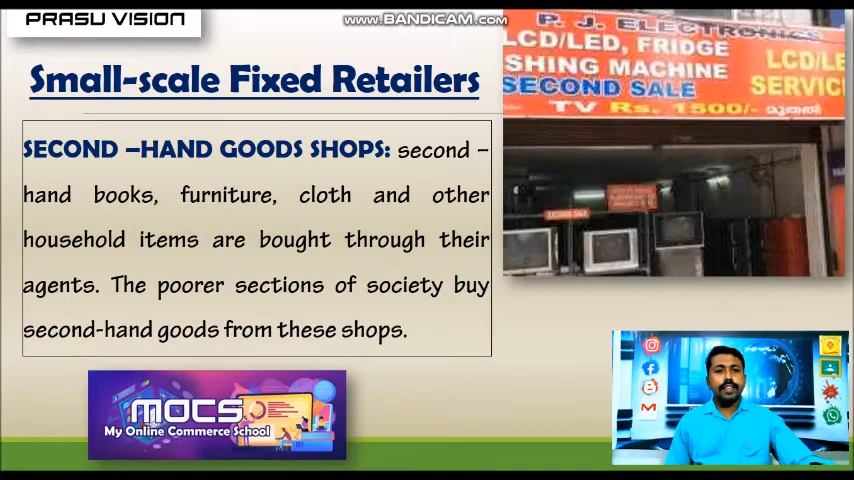 PRASU VISION
WWW.BANDICAM.COM
Small-scale Fixed Retailers
SECOND –HAND GOODS SHOPS: second –
hand books, furniture, cloth and other
household items are bought through their
agents. The poorer sections of society buy
second-hand goods from these shops.
P. J. ELECTRONICS
LCD/LED, FRIDGE
SHING MACHINE
SECOND SALE
TV Rs. 1500/- മുതൽ
LCD/LE
SERVIC
MOCS
My Online Commerce School